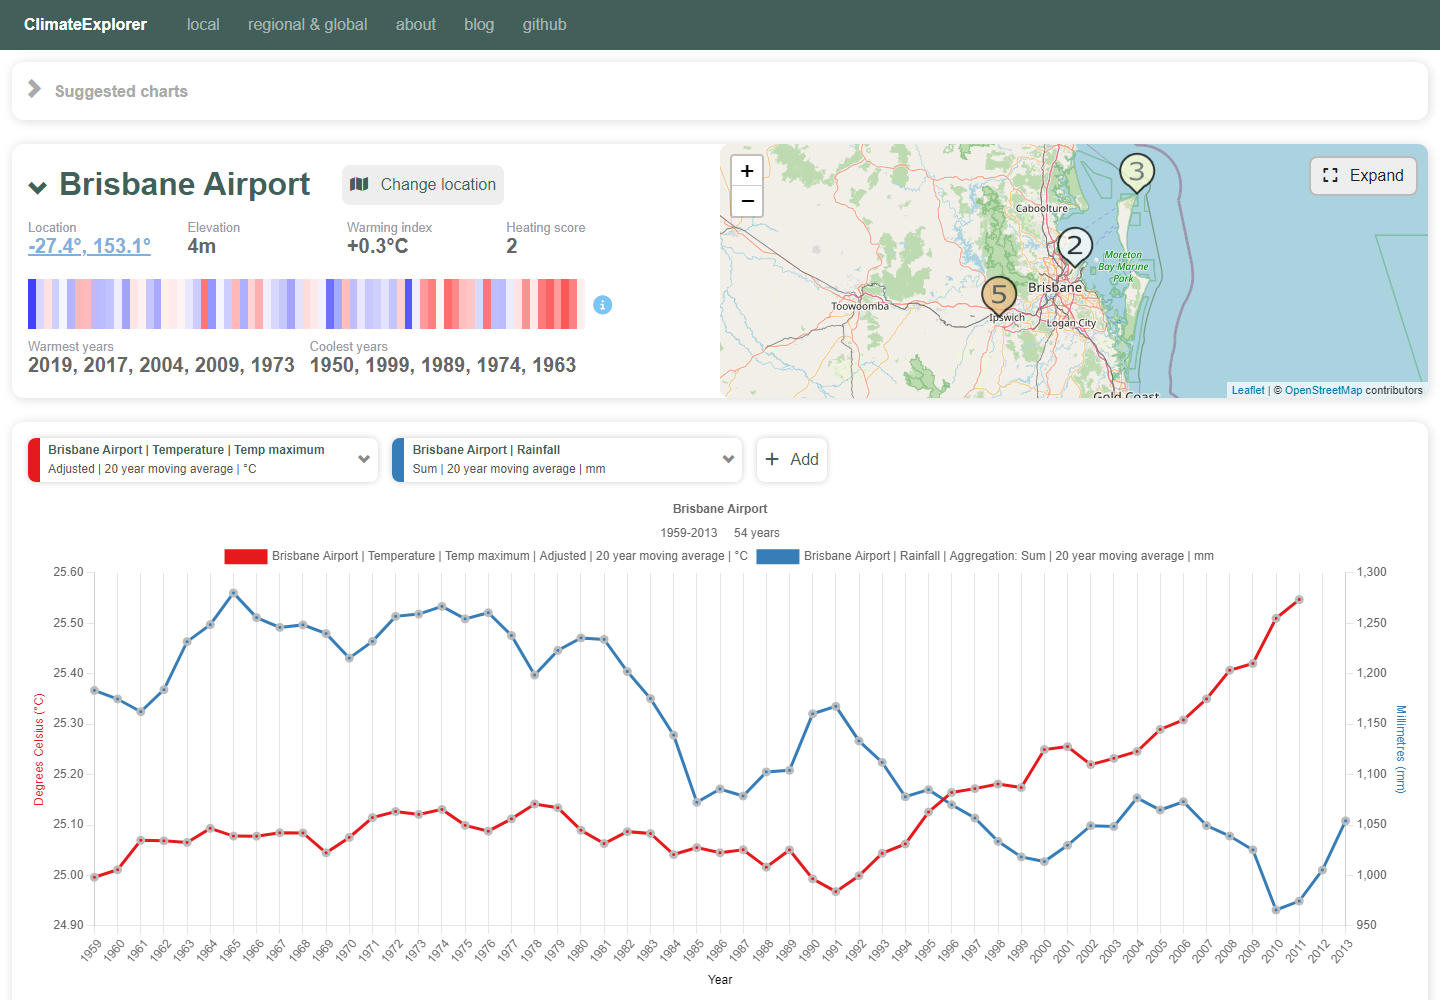 ClimateExplorer local regional & global about blog github
Suggested charts
Brisbane Airport Change location
Location Elevation Warming index Heating score
-27.4°, 153.1° 4m +0.3°C 2
Warmest years Coolest years
2019, 2017, 2004, 2009, 1973 1950, 1999, 1989, 1974, 1963
+
−
3
Expand
Caboolture
2
Moreton
Bay Marine
Park
5
Brisbane
Toowoomba
Ipswich
Logan City
Gold Coast
Leaflet | © OpenStreetMap contributors
Brisbane Airport | Temperature | Temp maximum
Adjusted | 20 year moving average | °C
Brisbane Airport | Rainfall
Sum | 20 year moving average | mm
+ Add
Brisbane Airport
1959-2013 54 years
Brisbane Airport | Temperature | Temp maximum | Adjusted | 20 year moving average | °C Brisbane Airport | Rainfall | Aggregation: Sum | 20 year moving average | mm
25.60 1,300
25.50 1,250
25.40 1,200
25.30 1,150
25.20 1,100
25.10 1,050
25.00 1,000
24.90 950
Degrees Celsius (°C)
Millimetres (mm)
1959 1960 1961 1962 1963 1964 1965 1966 1967 1968 1969 1970 1971 1972 1973 1974 1975 1976 1977 1978 1979 1980 1981 1982 1983 1984 1985 1986 1987 1988 1989 1990 1991 1992 1993 1994 1995 1996 1997 1998 1999 2000 2001 2002 2003 2004 2005 2006 2007 2008 2009 2010 2011 2012 2013
Year